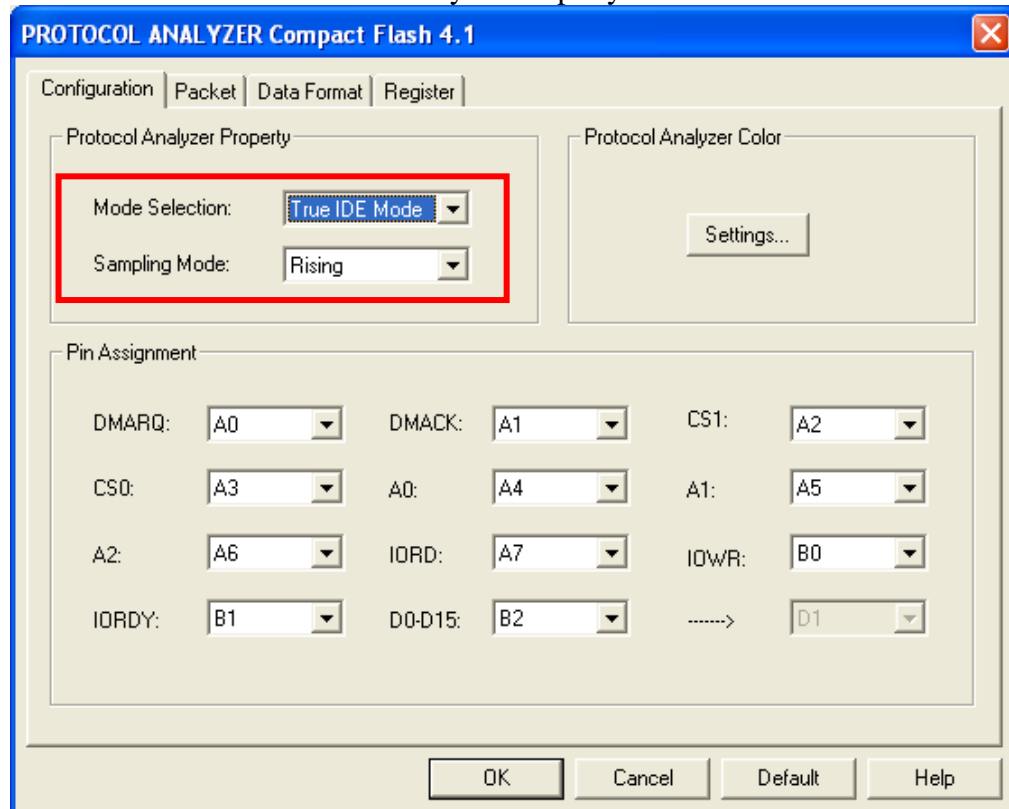 PROTOCOL ANALYZER Compact Flash 4.1
Configuration Packet Data Format Register
Protocol Analyzer Property Protocol Analyzer Color
Mode Selection: True IDE Mode
Settings...
Sampling Mode: Rising
Pin Assignment
DMARQ: A0 DMACK: A1 CS1: A2
CS0: A3 A0: A4 A1: A5
A2: A6 IORD: A7 IOWR: B0
IORDY: B1 D0-D15: B2 -------> D1
OK Cancel Default Help